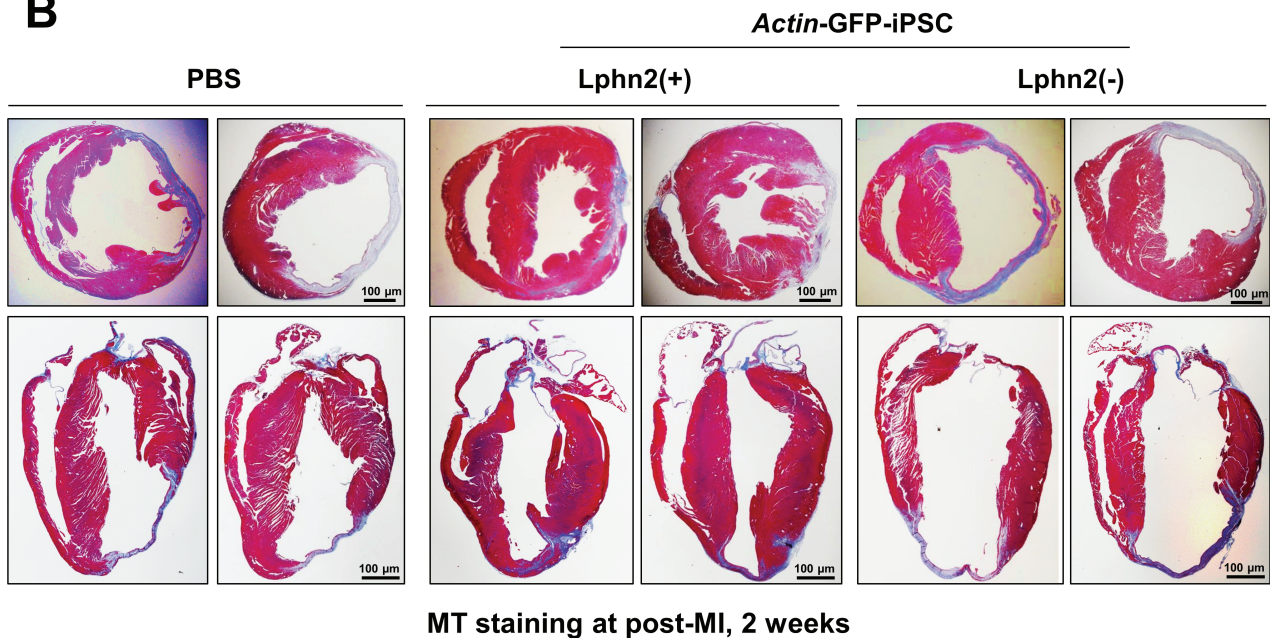 B
Actin-GFP-iPSC
PBS
Lphn2(+)
Lphn2(-)
100 µm
100 µm
100 µm
100 µm
100 µm
100 µm
MT staining at post-MI, 2 weeks